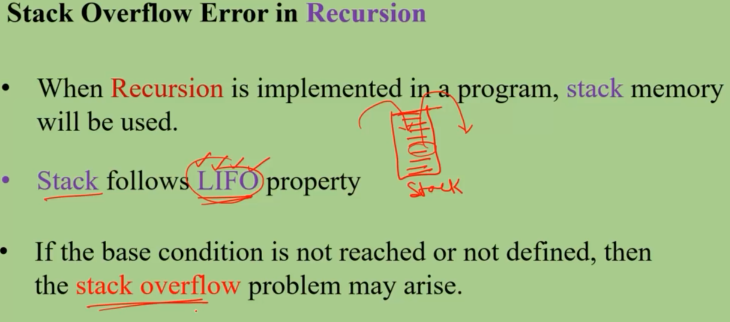 Stack Overflow Error in Recursion
• When Recursion is implemented in a program, stack memory
will be used.
• Stack follows LIFO property
Stack
• If the base condition is not reached or not defined, then
the stack overflow problem may arise.